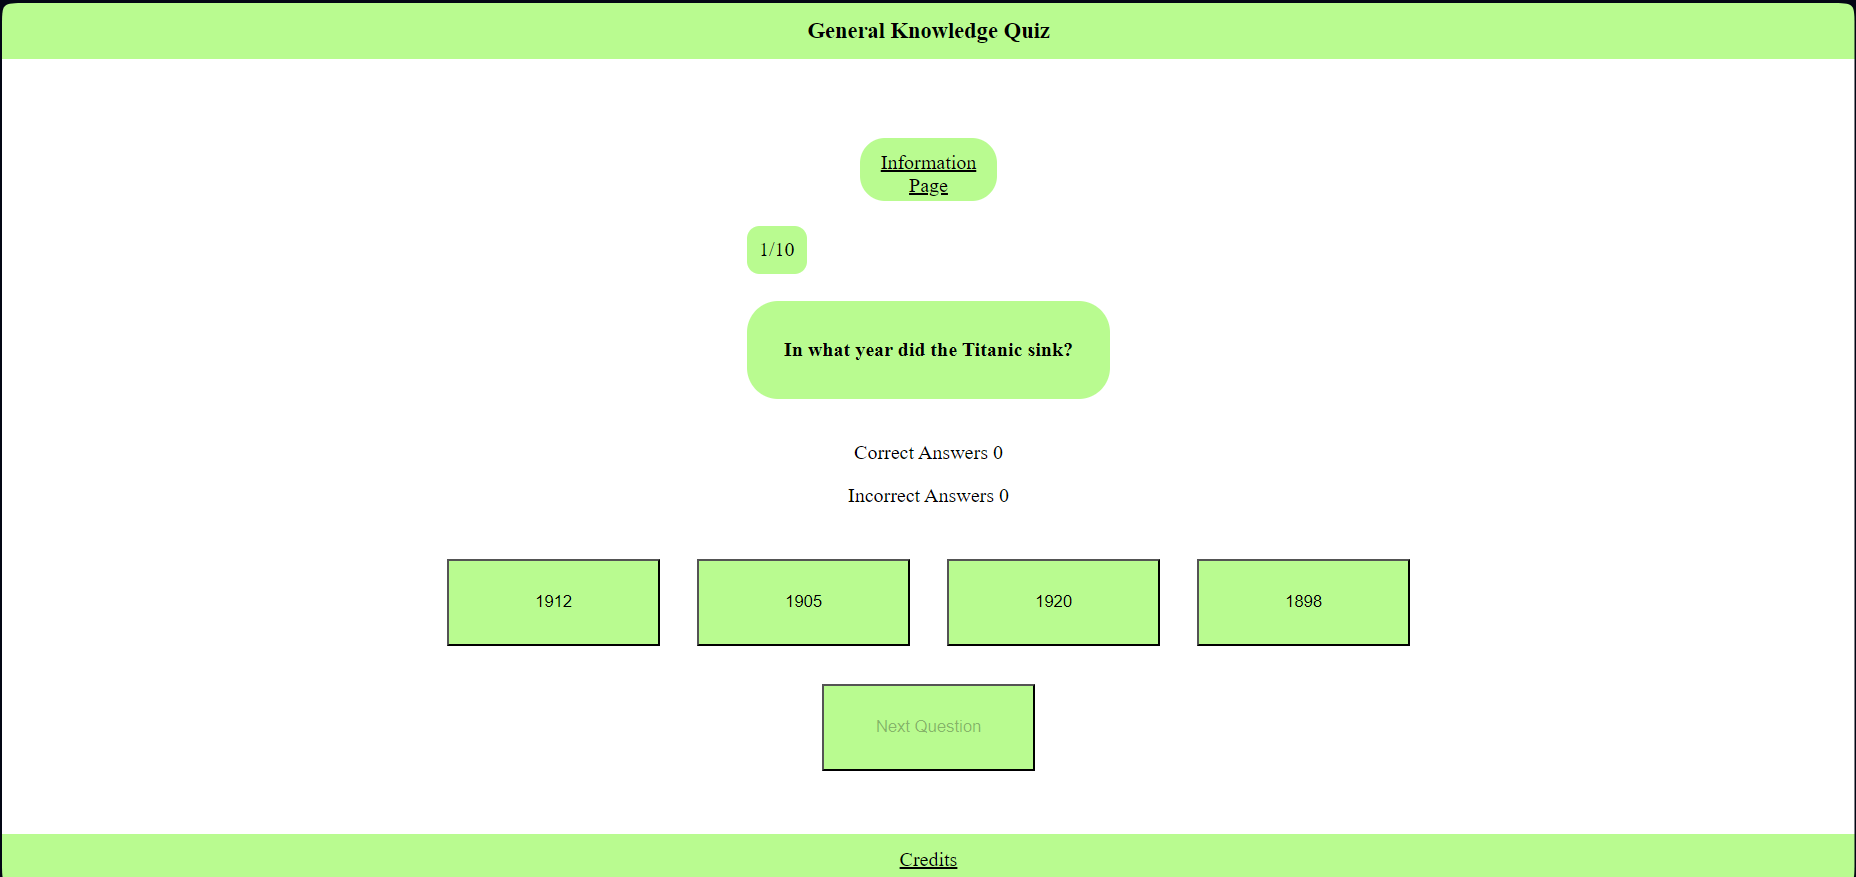 General Knowledge Quiz
Information
Page
1/10
In what year did the Titanic sink?
Correct Answers 0
Incorrect Answers 0
1912
1905
1920
1898
Next Question
Credits